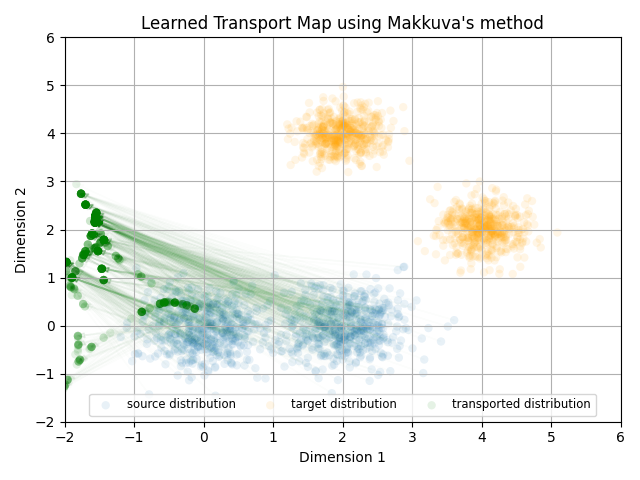 Learned Transport Map using Makkuva's method
Dimension 2
6
5
4
3
2
1
0
−1
−2
source distribution target distribution transported distribution
−2 −1 0 1 2 3 4 5 6
Dimension 1